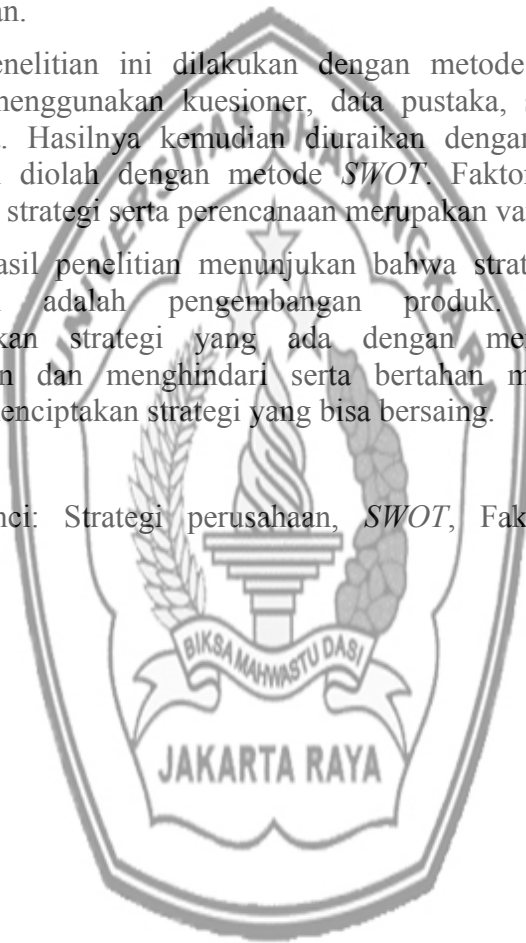 an.
enelitian ini dilakukan dengan metode
menggunakan kuesioner, data pustaka, s
. Hasilnya kemudian diuraikan dengan
diolah dengan metode SWOT. Faktor
strategi serta perencanaan merupakan va
asil penelitian menunjukan bahwa strat
adalah pengembangan produk.
kan strategi yang ada dengan me
n dan menghindari serta bertahan m
enciptakan strategi yang bisa bersaing.
nci: Strategi perusahaan, SWOT, Fak
UNIVERSITAS BHAYANGKARA
BIKSA MAHWASTU DASI
JAKARTA RAYA